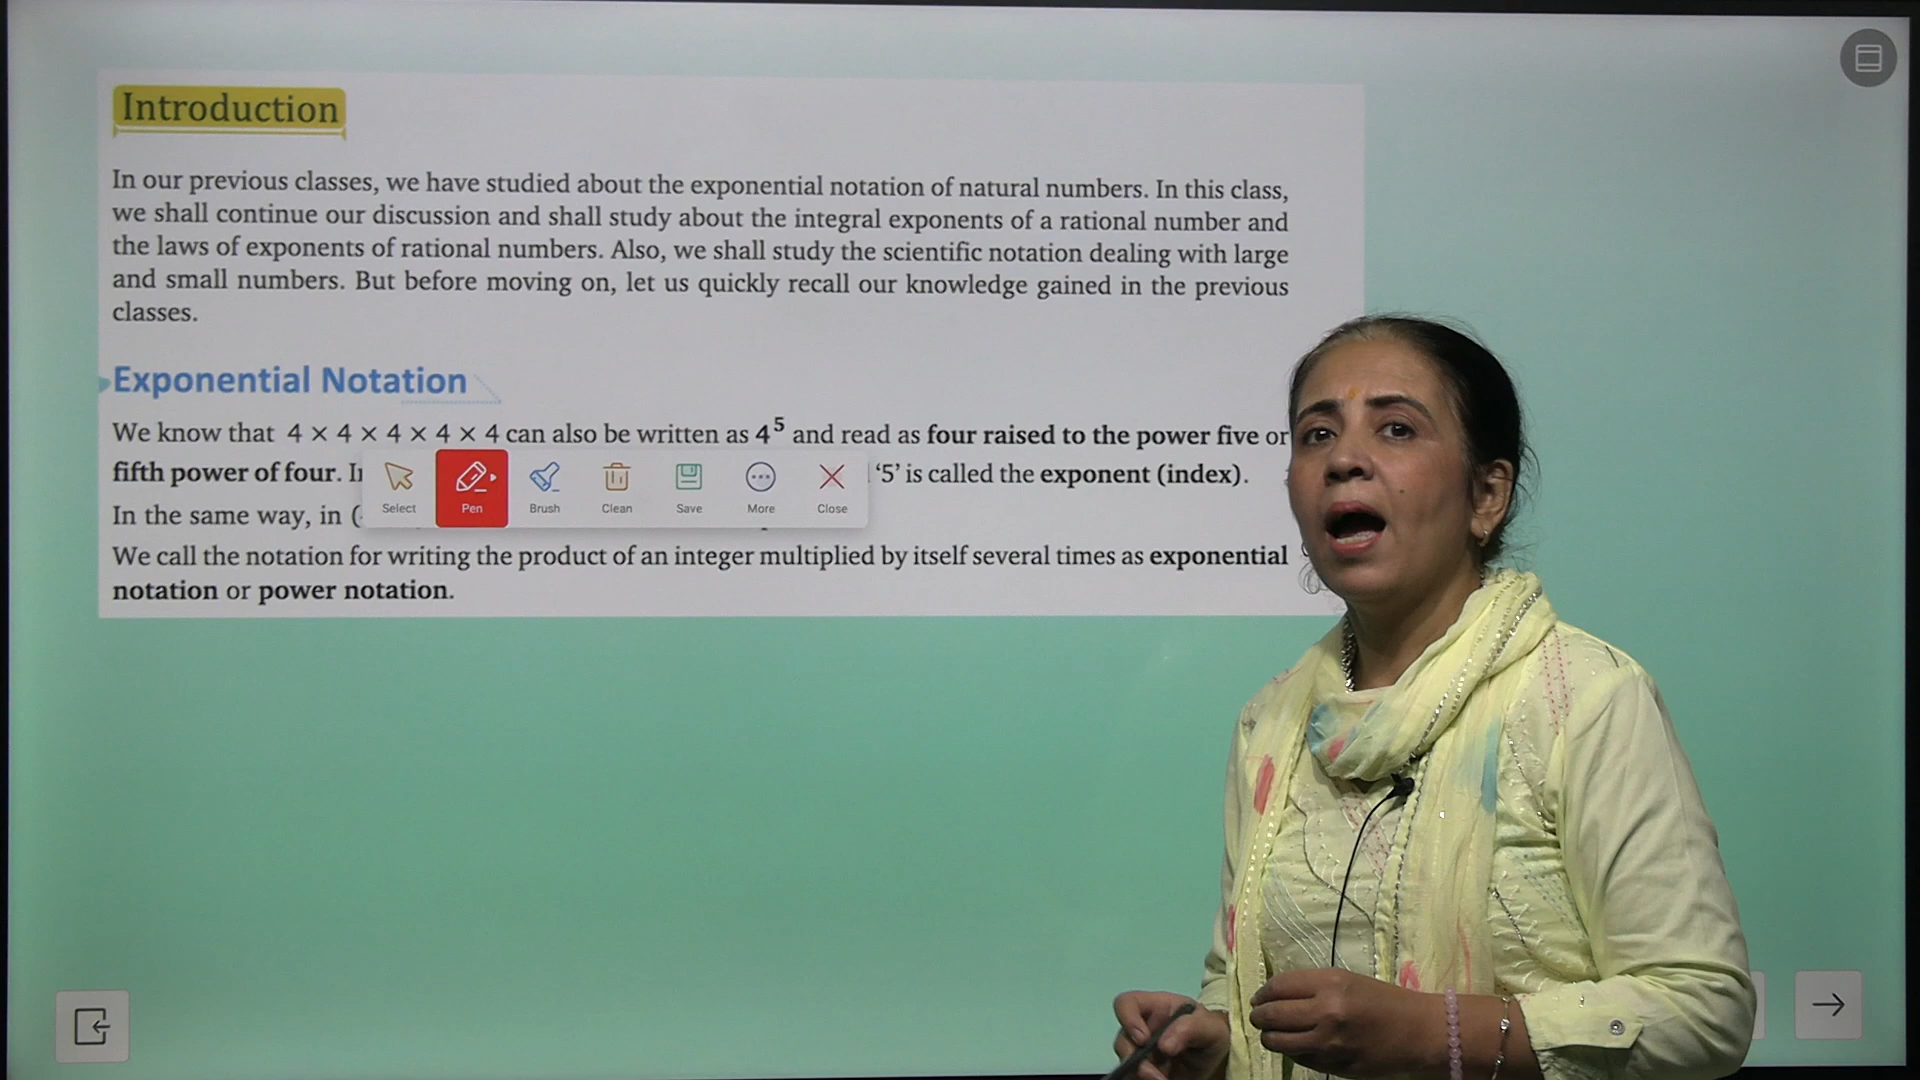 Introduction
In our previous classes, we have studied about the exponential notation of natural numbers. In this class,
we shall continue our discussion and shall study about the integral exponents of a rational number and
the laws of exponents of rational numbers. Also, we shall study the scientific notation dealing with large
and small numbers. But before moving on, let us quickly recall our knowledge gained in the previous
classes.
Exponential Notation
We know that 4 × 4 × 4 × 4 × 4 can also be written as 4⁵ and read as four raised to the power five or
fifth power of four. '5' is called the exponent (index).
Select Pen Brush Clean Save More Close
In the same way, in (
We call the notation for writing the product of an integer multiplied by itself several times as exponential
notation or power notation.